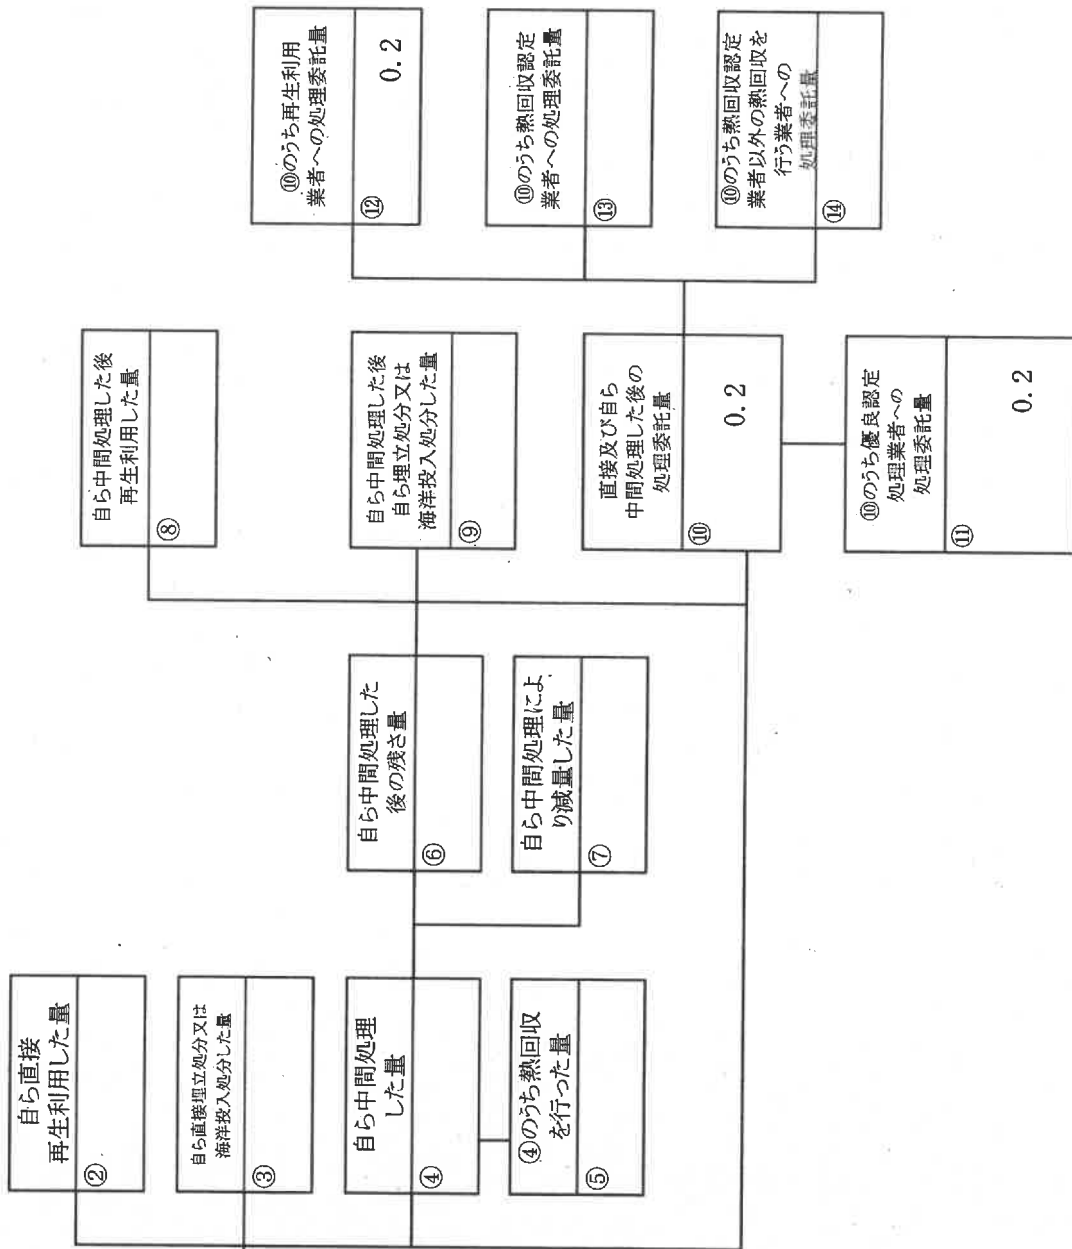 自ら直接
再生利用した量
②
自ら直接埋立処分又は
海洋投入処分した量
③
自ら中間処理
した量
④
④のうち熱回収
を行った量
⑤
自ら中間処理した
後の残さ量
⑥
自ら中間処理によ
り減量した量
⑦
自ら中間処理した後
再生利用した量
⑧
自ら中間処理した後
自ら埋立処分又は
海洋投入処分した量
⑨
直接及び自ら
中間処理した後の
処理委託量
⑩
0.2
⑩のうち優良認定
処理業者への
処理委託量
⑪
0.2
⑩のうち再生利用
業者への処理委託量
⑫
0.2
⑩のうち熱回収認定
業者への処理委託量
⑬
⑩のうち熱回収認定
業者以外の熱回収を
行う業者への
処理委託量
⑭